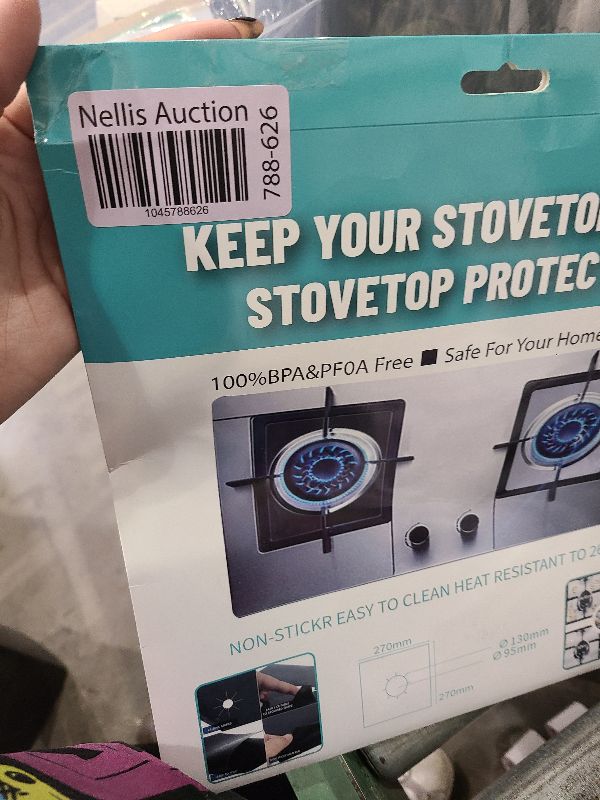 Nellis Auction
788-626
1045788626
KEEP YOUR STOVETO
STOVETOP PROTEC
100%BPA&PF0A Free ■ Safe For Your Home
NON-STICKR EASY TO CLEAN HEAT RESISTANT TO 26
270mm
Ø 130mm
Ø 95mm
270mm